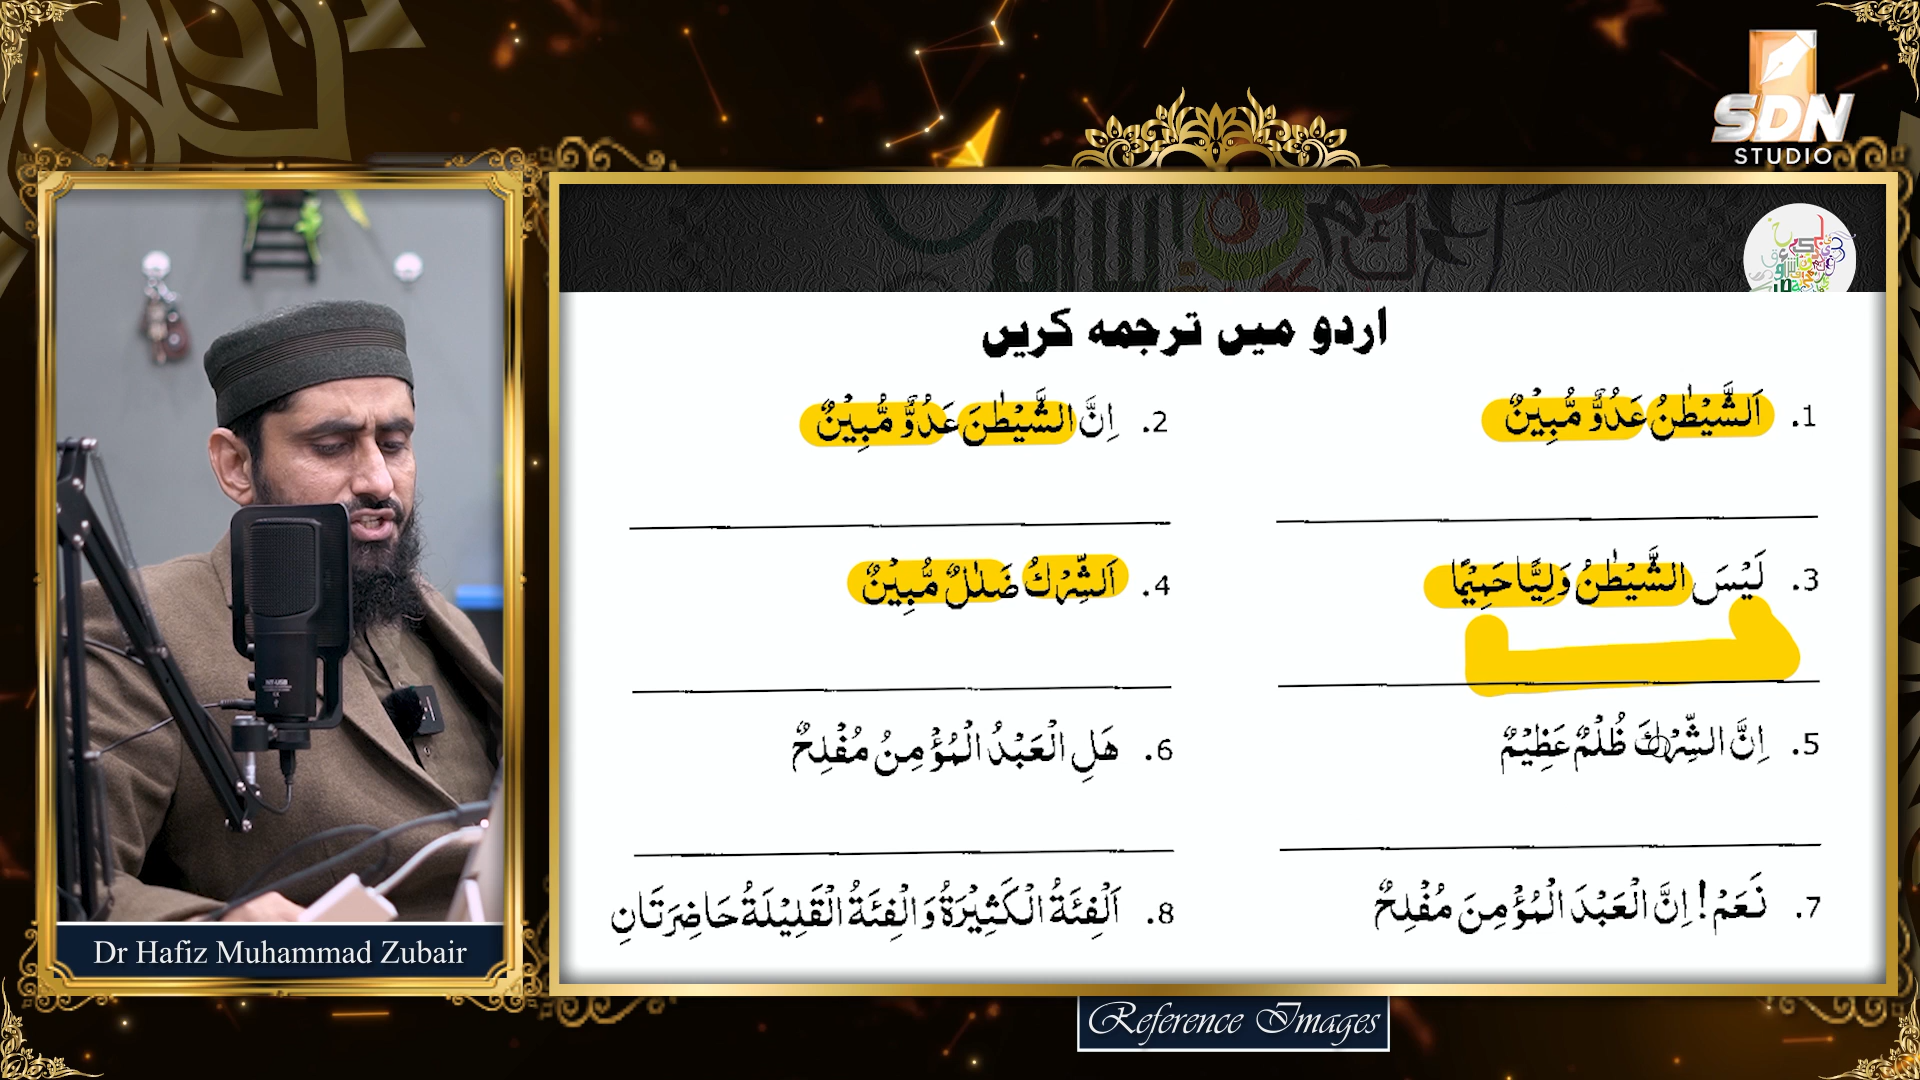 SDN
STUDIO
اردو میں ترجمہ کریں
1. اَلشَّيْطٰنُ عَدُوٌّ مُّبِيْنٌ
2. اِنَّ الشَّيْطٰنَ عَدُوٌّ مُّبِيْنٌ
3. لَيْسَ الشَّيْطٰنُ وَلِيًّا حَمِيْمًا
4. اَلشِّرْكُ ضَلٰلٌ مُّبِيْنٌ
5. اِنَّ الشِّرْكَ ظُلْمٌ عَظِيْمٌ
6. هَلِ الْعَبْدُ الْمُؤْمِنُ مُفْلِحٌ
7. نَعَمْ! اِنَّ الْعَبْدَ الْمُؤْمِنَ مُفْلِحٌ
8. اَلْفِئَةُ الْكَثِيْرَةُ وَالْفِئَةُ الْقَلِيْلَةُ حَاضِرَتَانِ
Dr Hafiz Muhammad Zubair
Reference Images